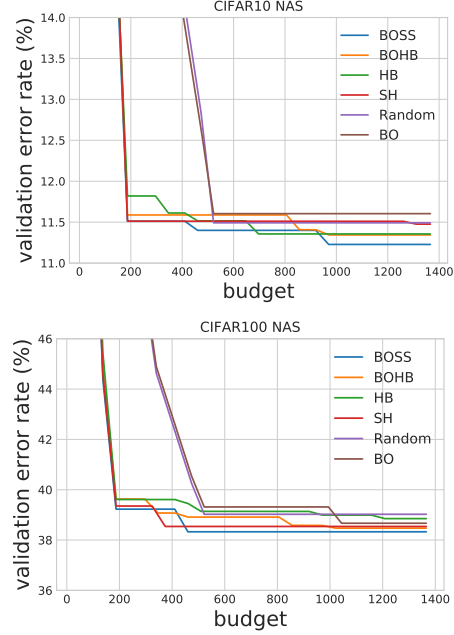 CIFAR10 NAS
validation error rate (%)
14.0
13.5
13.0
12.5
12.0
11.5
11.0
BOSS
BOHB
HB
SH
Random
BO
0 200 400 600 800 1000 1200 1400
budget
CIFAR100 NAS
validation error rate (%)
46
44
42
40
38
36
BOSS
BOHB
HB
SH
Random
BO
0 200 400 600 800 1000 1200 1400
budget